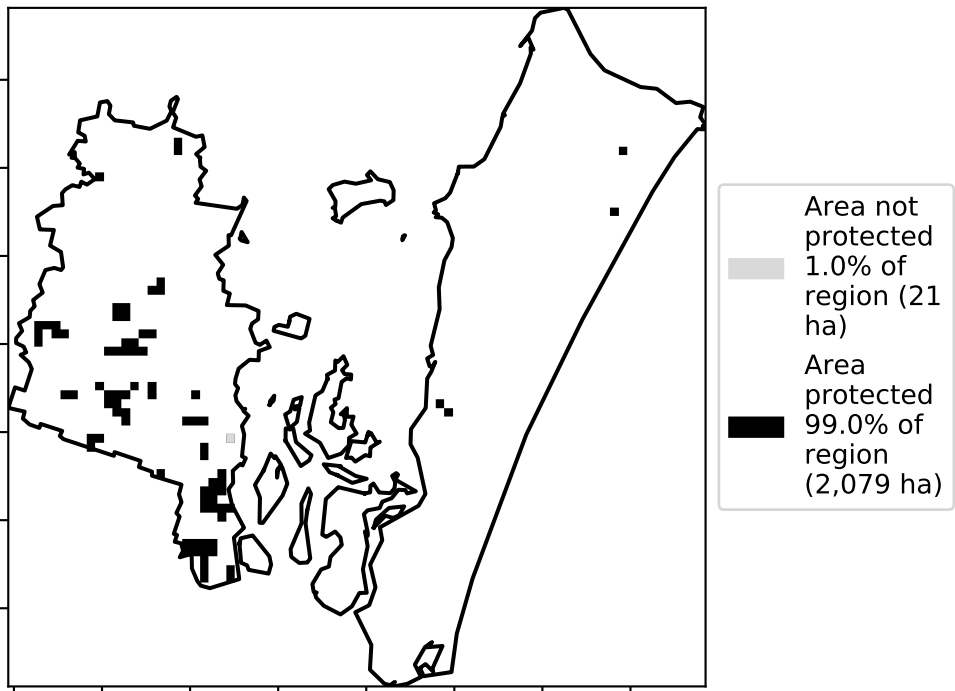 Area not
protected
1.0% of
region (21
ha)
Area
protected
99.0% of
region
(2,079 ha)